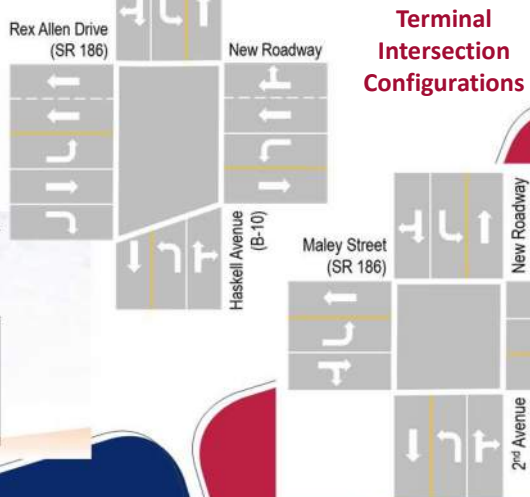 Terminal
Intersection
Configurations
Rex Allen Drive
(SR 186)
New Roadway
Haskell Avenue
(B-10)
Maley Street
(SR 186)
New Roadway
2nd Avenue